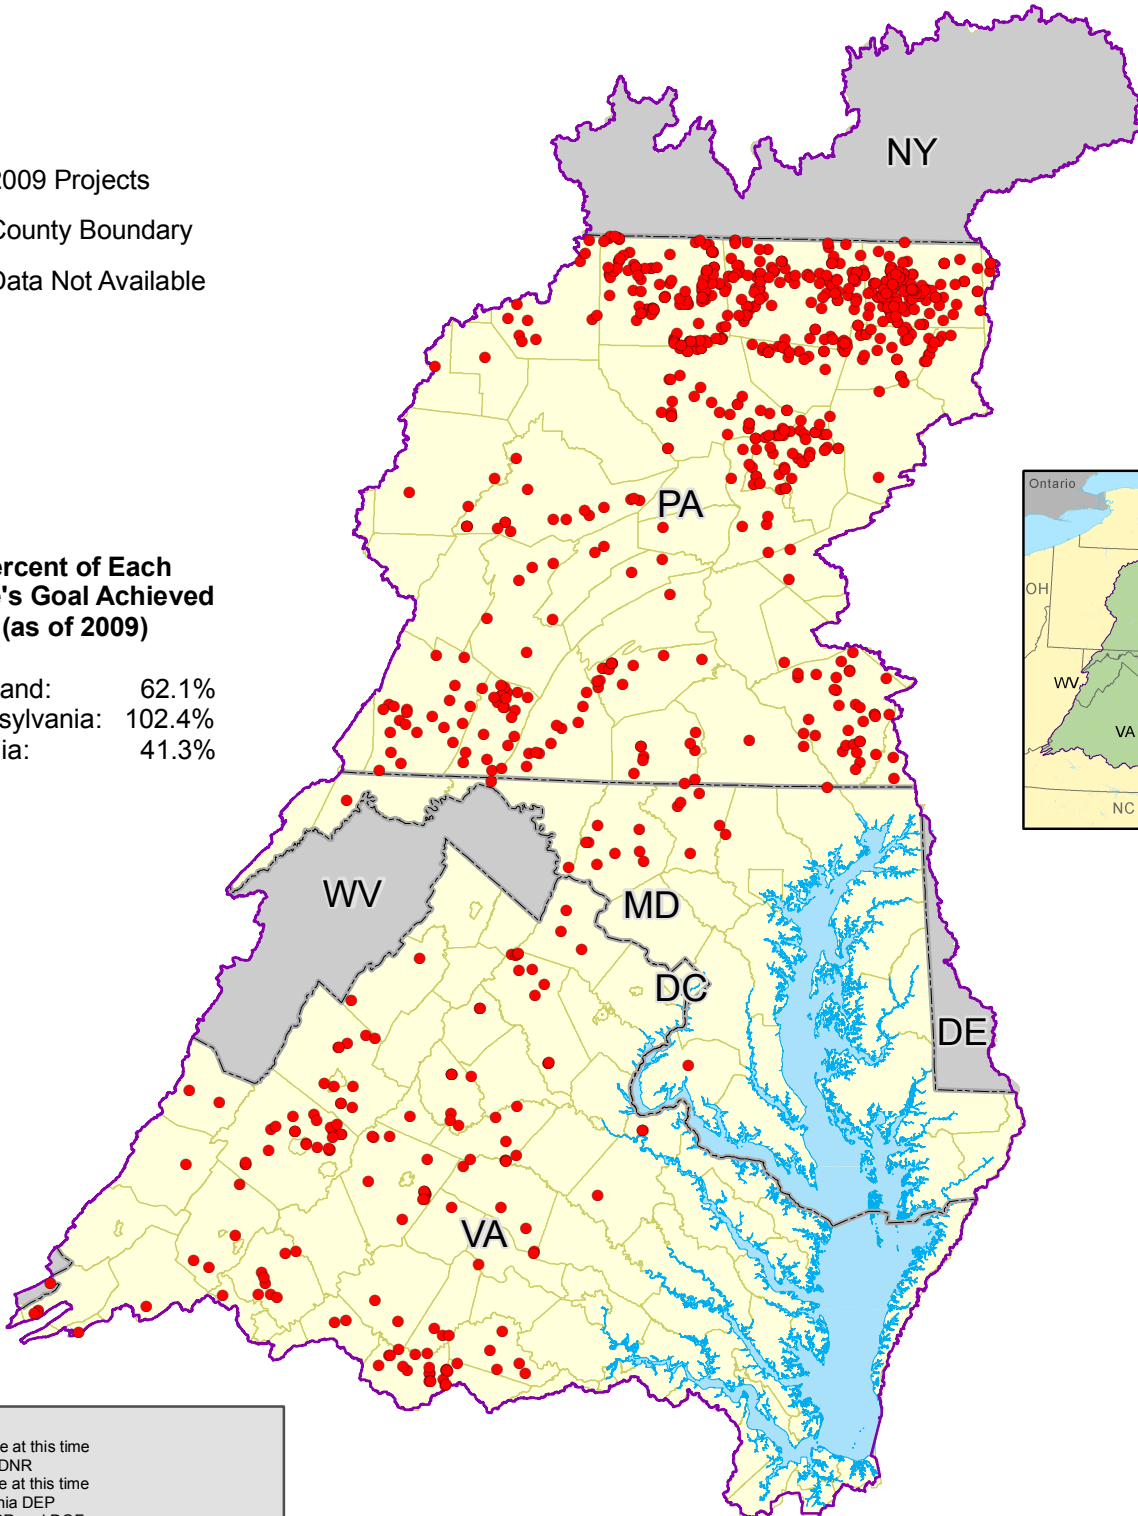 2009 Projects
County Boundary
Data Not Available
NY
PA
Ontario
OH
WV
VA
NC
ercent of Each
e's Goal Achieved
(as of 2009)
and: 62.1%
sylvania: 102.4%
ia: 41.3%
WV
MD
DC
DE
VA
e at this time
DNR
e at this time
nia DEP